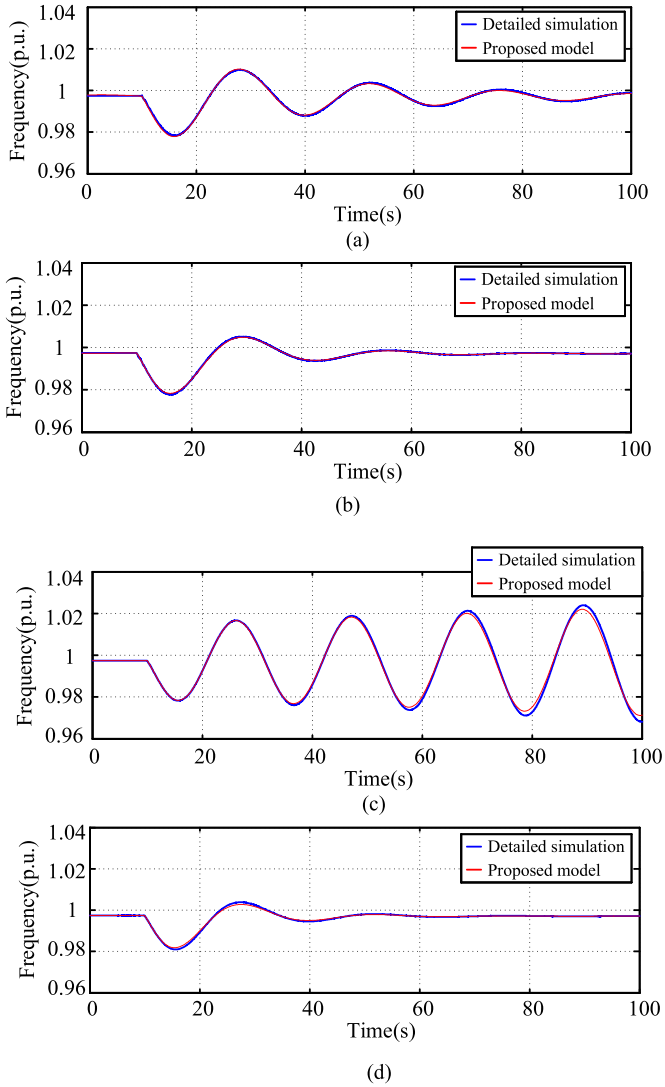 1.04
1.02
1
0.98
0.96
Frequency(p.u.)
Detailed simulation
Proposed model
0 20 40 60 80 100
Time(s)
(a)
1.04
1.02
1
0.98
0.96
Frequency(p.u.)
Detailed simulation
Proposed model
0 20 40 60 80 100
Time(s)
(b)
1.04
1.02
1
0.98
0.96
Frequency(p.u.)
Detailed simulation
Proposed model
0 20 40 60 80 100
Time(s)
(c)
1.04
1.02
1
0.98
0.96
Frequency(p.u.)
Detailed simulation
Proposed model
0 20 40 60 80 100
Time(s)
(d)